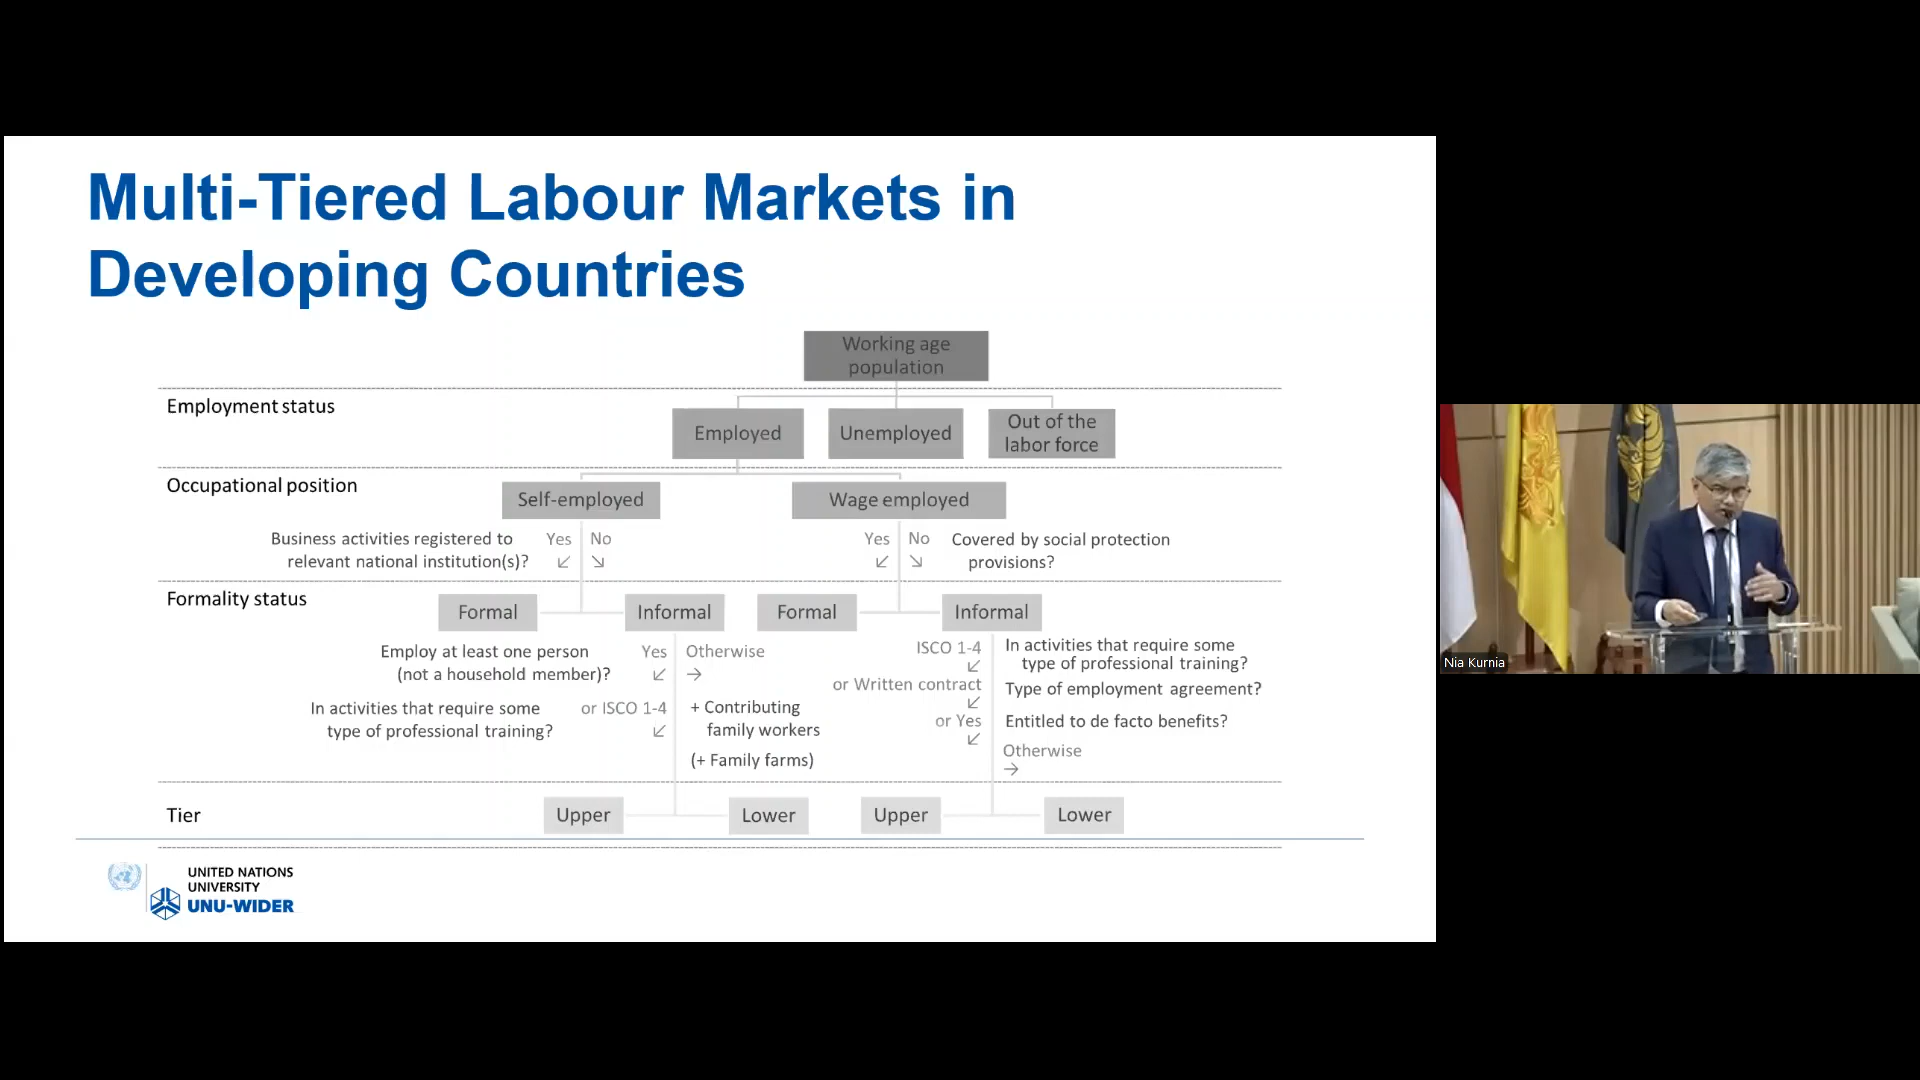 Multi-Tiered Labour Markets in
Developing Countries
Working age
population
Employment status
Employed
Unemployed
Out of the
labor force
Occupational position
Self-employed
Wage employed
Business activities registered to
relevant national institution(s)?
Yes
No
Yes
No
Covered by social protection
provisions?
Formality status
Formal
Informal
Formal
Informal
Employ at least one person
(not a household member)?
Yes
Otherwise
In activities that require some
type of professional training?
or ISCO 1-4
+ Contributing
family workers
(+ Family farms)
ISCO 1-4
In activities that require some
type of professional training?
or Written contract
Type of employment agreement?
or Yes
Entitled to de facto benefits?
Otherwise
Tier
Upper
Lower
Upper
Lower
UNITED NATIONS
UNIVERSITY
UNU-WIDER
Nia Kurnia